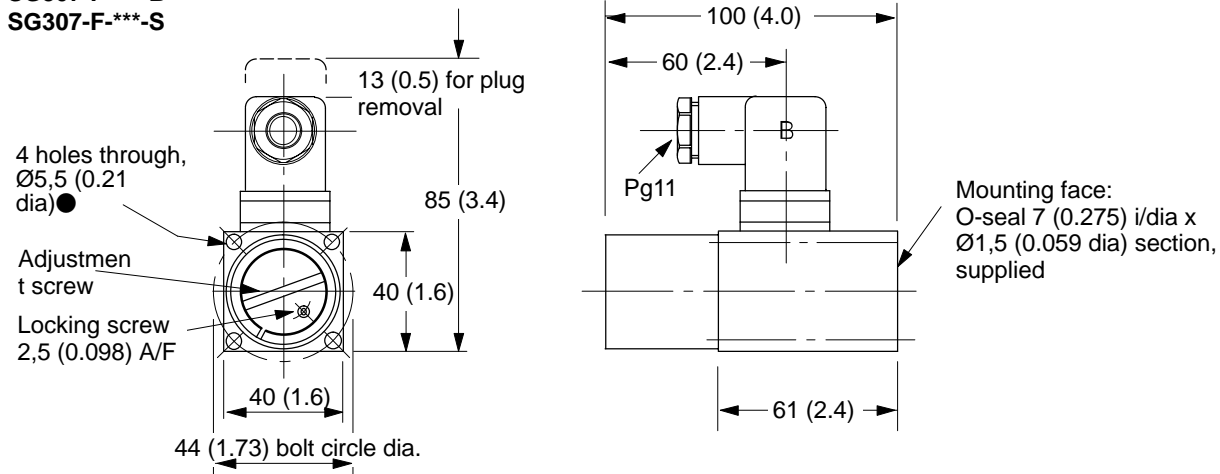 SG307-F-***-S
100 (4.0)
60 (2.4)
13 (0.5) for plug
removal
4 holes through,
Ø5,5 (0.21
dia)●
B
Pg11
85 (3.4)
Mounting face:
O-seal 7 (0.275) i/dia x
Ø1,5 (0.059 dia) section,
supplied
Adjustmen
t screw
40 (1.6)
Locking screw
2,5 (0.098) A/F
40 (1.6)
61 (2.4)
44 (1.73) bolt circle dia.